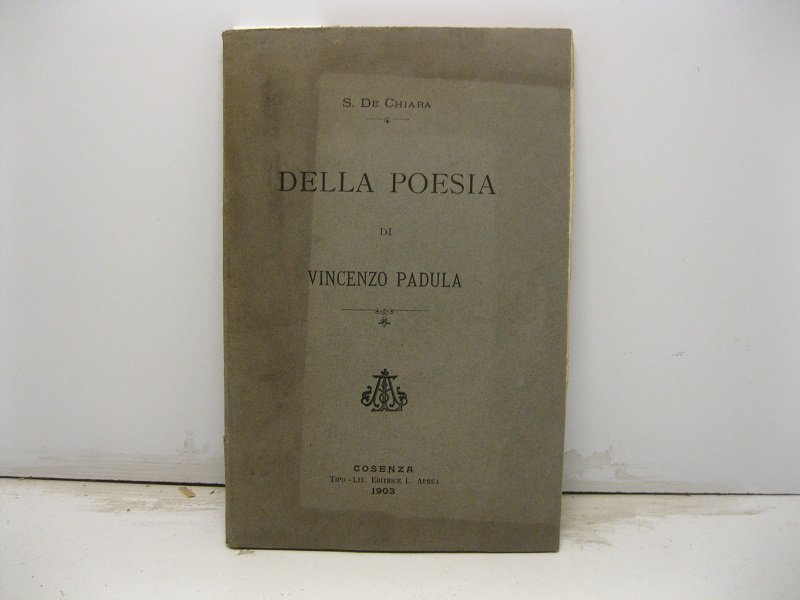 S. De Chiara
DELLA POESIA
DI
VINCENZO PADULA
COSENZA
Tipo - Lit. Editrice L. Aprea
1903